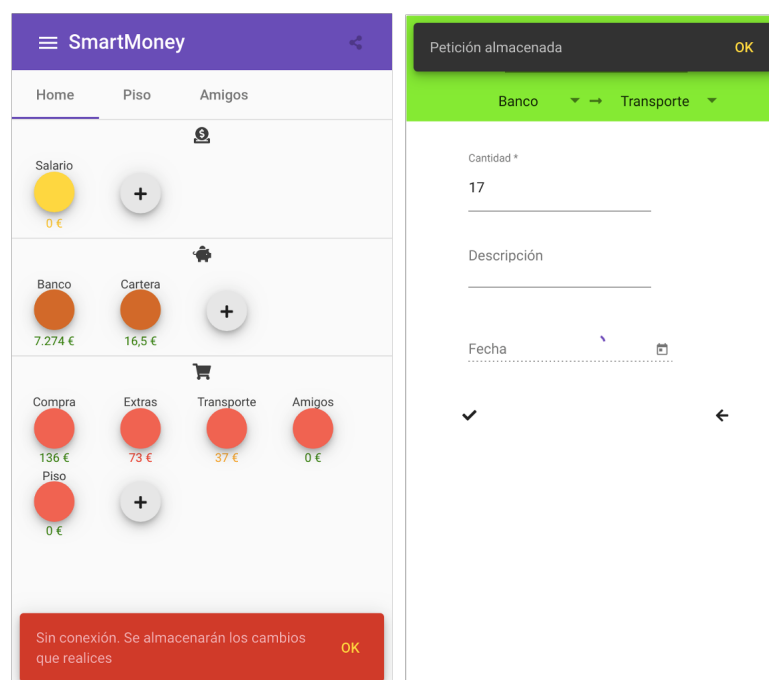 SmartMoney
Home Piso Amigos
Salario
+
0 €
Banco Cartera
+
7.274 € 16,5 €
Compra Extras Transporte Amigos
136 € 73 € 37 € 0 €
Piso
+
0 €
Sin conexión. Se almacenarán los cambios
que realices
OK
Petición almacenada OK
Banco → Transporte
Cantidad *
17
Descripción
Fecha